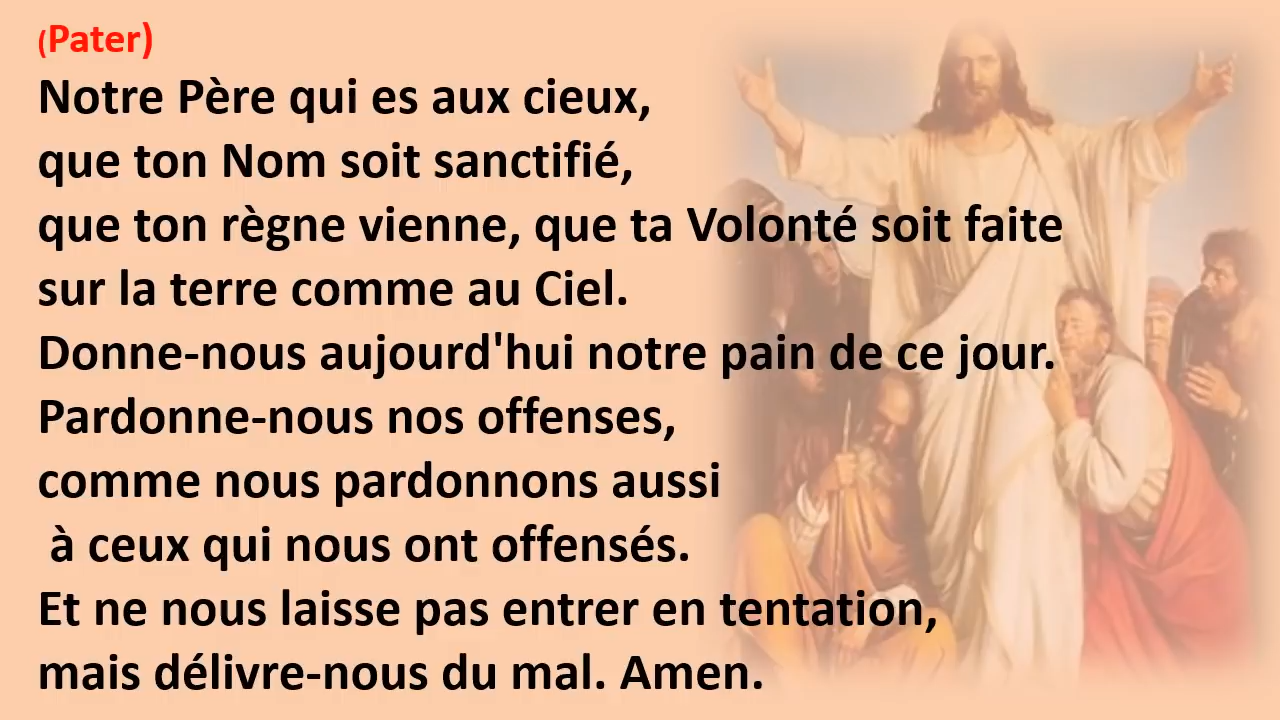 (Pater)
Notre Père qui es aux cieux,
que ton Nom soit sanctifié,
que ton règne vienne, que ta Volonté soit faite
sur la terre comme au Ciel.
Donne-nous aujourd'hui notre pain de ce jour.
Pardonne-nous nos offenses,
comme nous pardonnons aussi
à ceux qui nous ont offensés.
Et ne nous laisse pas entrer en tentation,
mais délivre-nous du mal. Amen.